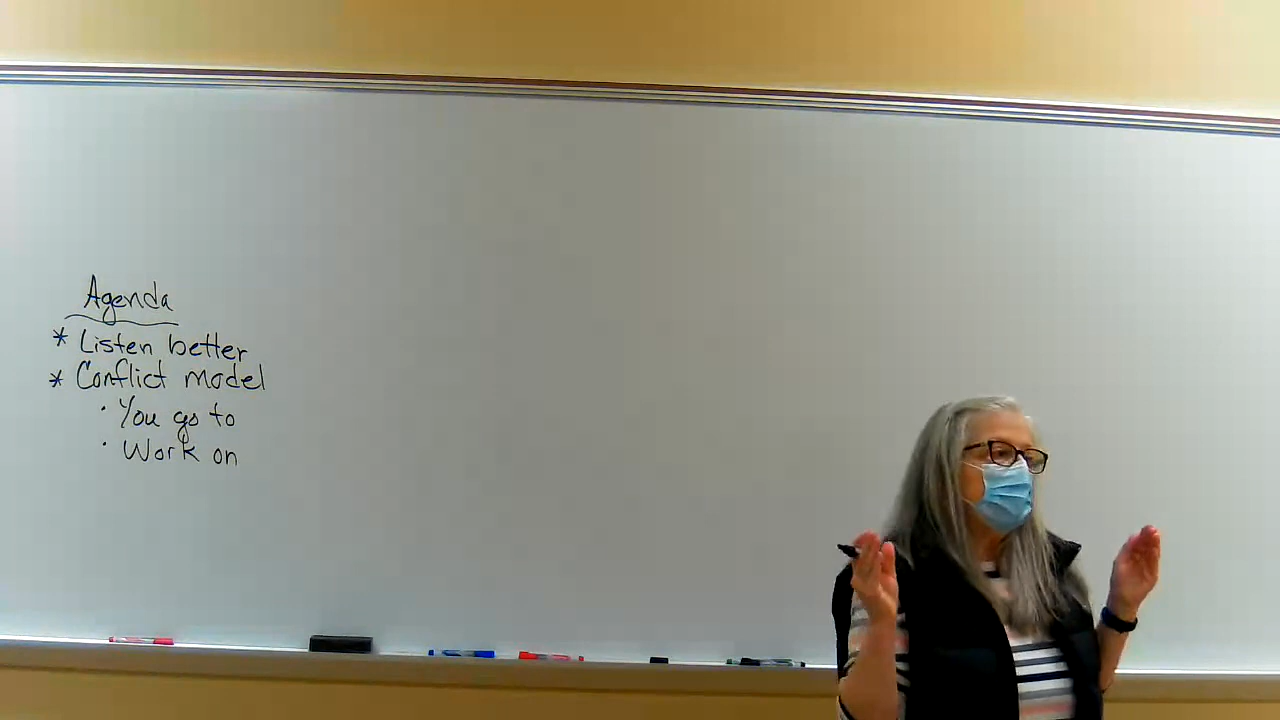 Agenda
* Listen better
* Conflict model
· You go to
· Work on